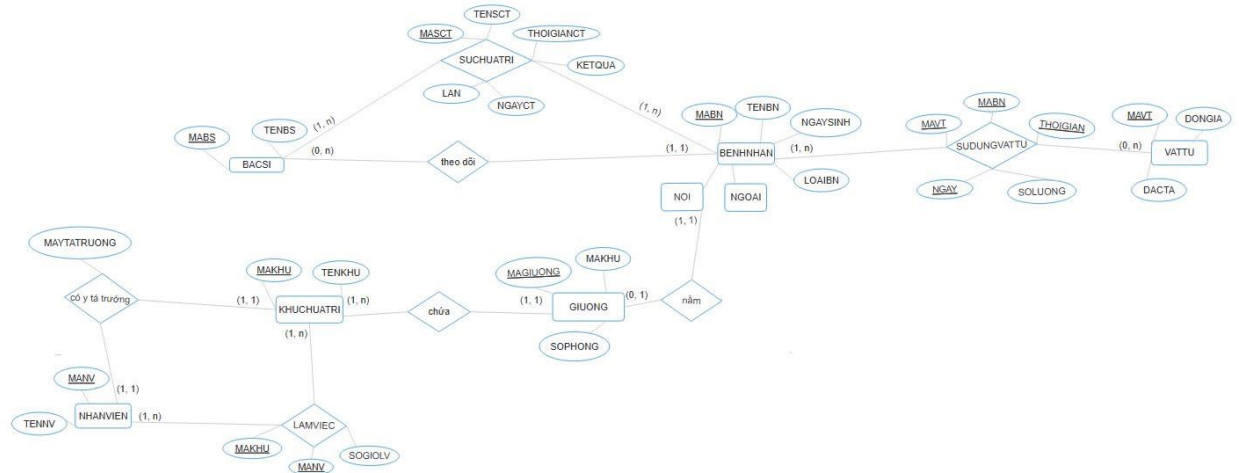 TENSCT
MASCT
THOIGIANCT
SUCHUATRI
KETQUA
LAN
NGAYCT
(1, n)
(1, n)
MABS
TENBS
BACSI
(0, n)
theo dõi
(1, 1)
MABN
TENBN
NGAYSINH
BENHNHAN
(1, n)
LOAIBN
NOI
NGOAI
(1, 1)
MABN
MAVT
THOIGIAN
SUDUNGVATTU
NGAY
SOLUONG
(0, n)
MAVT
DONGIA
VATTU
DACTA
MAYTATRUONG
có y tá trưởng
(1, 1)
MAKHU
TENKHU
KHUCHUATRI
(1, n)
(1, n)
chứa
MAGIUONG
MAKHU
(1, 1)
GIUONG
(0, 1)
SOPHONG
nằm
MANV
(1, 1)
TENNV
NHANVIEN
(1, n)
LAMVIEC
MAKHU
MANV
SOGIOLV